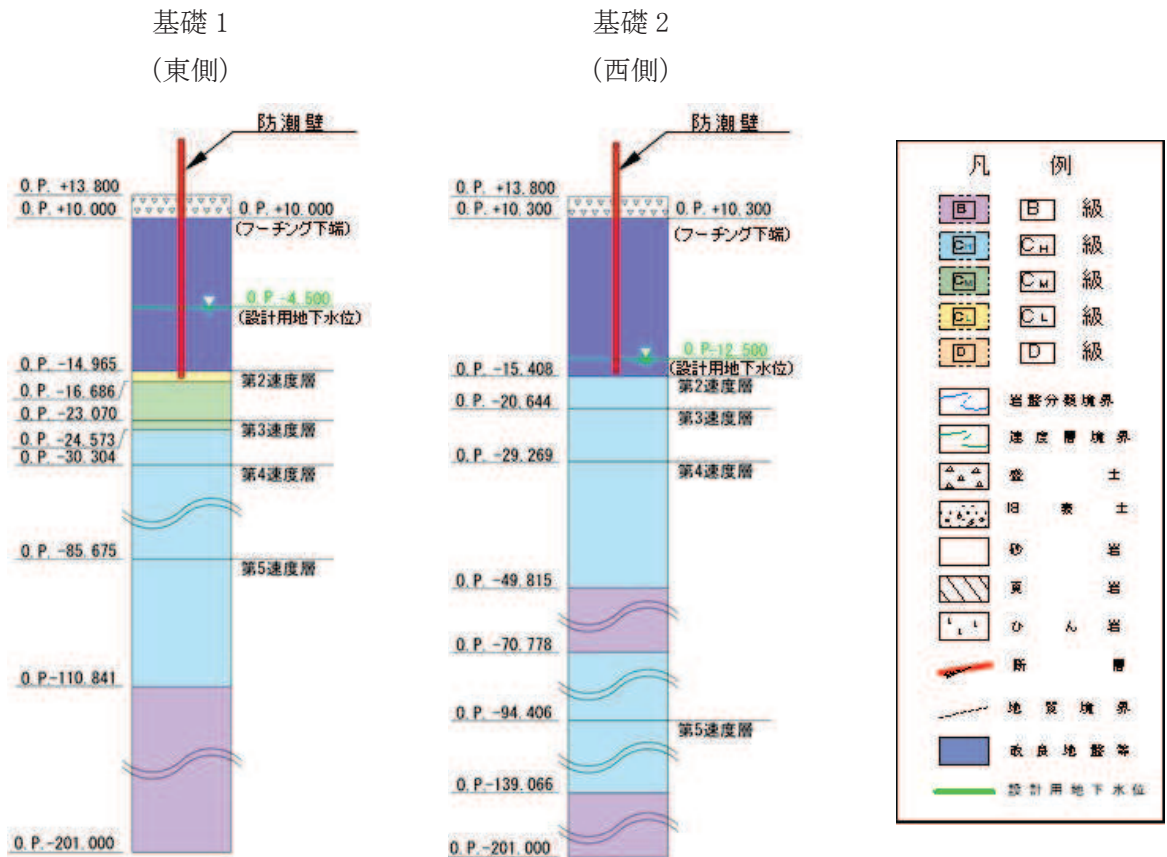 基礎 1
(東側)
防潮壁
O.P. +13.800
O.P. +10.000
O.P. +10.000
(フーチング下端)
O.P.-4.500
(設計用地下水位)
O.P. -14.965
第2速度層
O.P. -16.686
O.P. -23.070
第3速度層
O.P. -24.573
O.P. -30.304
第4速度層
O.P. -85.675
第5速度層
O.P.-110.841
O.P.-201.000
基礎 2
(西側)
防潮壁
O.P. +13.800
O.P. +10.300
O.P. +10.300
(フーチング下端)
O.P-12.500
(設計用地下水位)
O.P. -15.408
第2速度層
O.P. -20.644
第3速度層
O.P. -29.269
第4速度層
O.P. -49.815
O.P. -70.778
O.P. -94.406
第5速度層
O.P.-139.066
O.P.-201.000
凡 例
B B 級
CH CH 級
CM CM 級
CL CL 級
D D 級
岩盤分類境界
速度層境界
盛土
旧表土
砂岩
頁岩
ひん岩
断層
地質境界
改良地盤等
設計用地下水位